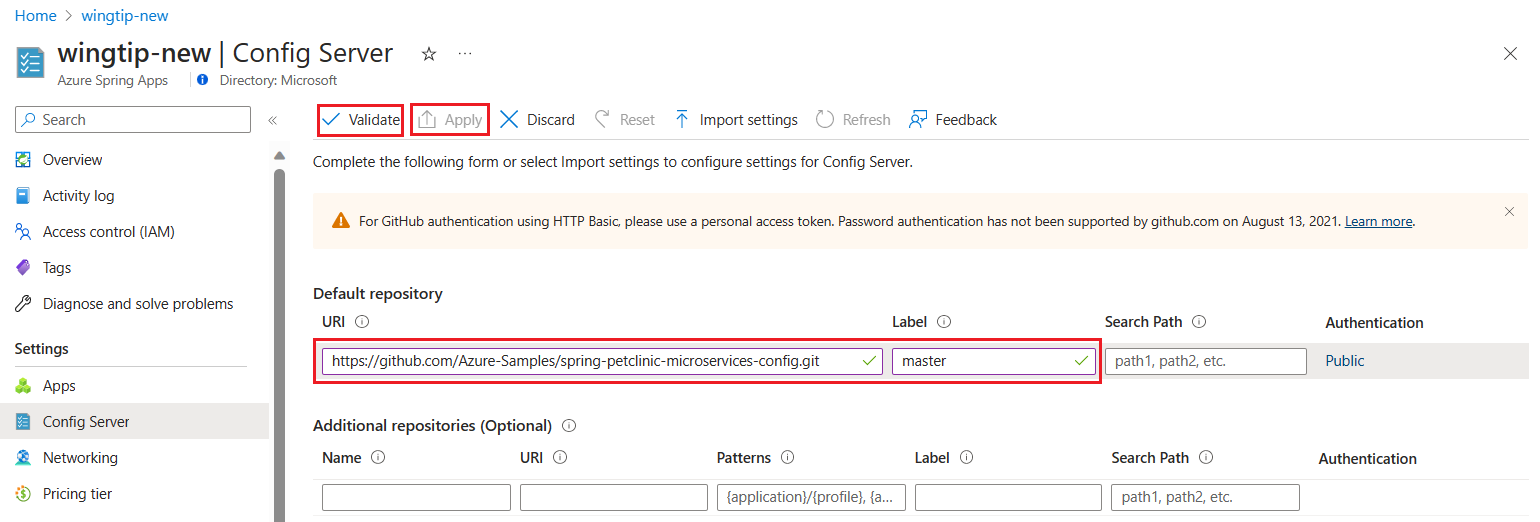 Home > wingtip-new
wingtip-new | Config Server
Azure Spring Apps
Directory: Microsoft
Search
Overview
Activity log
Access control (IAM)
Tags
Diagnose and solve problems
Settings
Apps
Config Server
Networking
Pricing tier
Validate Apply Discard Reset Import settings Refresh Feedback
Complete the following form or select Import settings to configure settings for Config Server.
For GitHub authentication using HTTP Basic, please use a personal access token. Password authentication has not been supported by github.com on August 13, 2021. Learn more.
Default repository
URI Label Search Path Authentication
https://github.com/Azure-Samples/spring-petclinic-microservices-config.git master path1, path2, etc. Public
Additional repositories (Optional)
Name URI Patterns Label Search Path Authentication
{application}/{profile}, {a... path1, path2, etc.